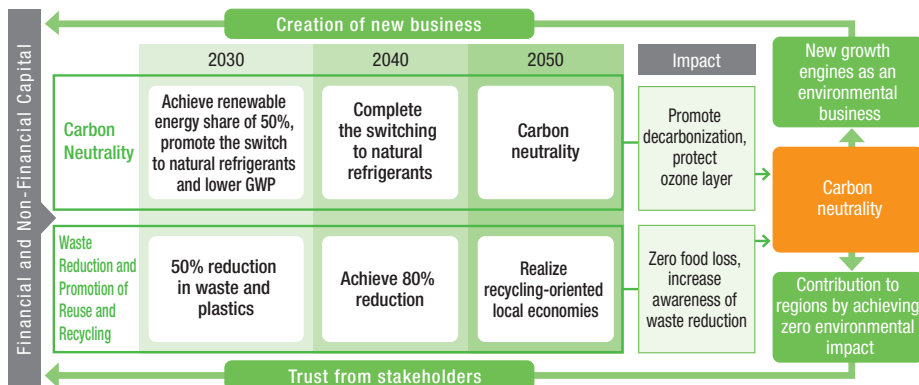 Creation of new business
Financial and Non-Financial Capital
2030
2040
2050
Impact
Carbon
Neutrality
Achieve renewable
energy share of 50%,
promote the switch
to natural refrigerants
and lower GWP
Complete
the switching
to natural
refrigerants
Carbon
neutrality
Promote
decarbonization,
protect
ozone layer
Waste
Reduction and
Promotion of
Reuse and
Recycling
50% reduction
in waste and
plastics
Achieve 80%
reduction
Realize
recycling-oriented
local economies
Zero food loss,
increase
awareness of
waste reduction
New growth
engines as an
environmental
business
Carbon
neutrality
Contribution to
regions by achieving
zero environmental
impact
Trust from stakeholders